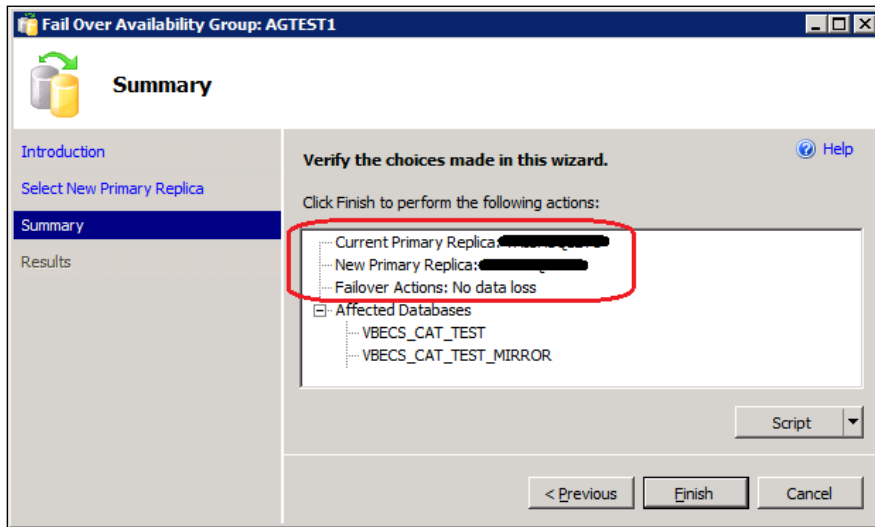 Fail Over Availability Group: AGTEST1
Summary
Introduction
Select New Primary Replica
Summary
Results
Help
Verify the choices made in this wizard.
Click Finish to perform the following actions:
Current Primary Replica:
New Primary Replica:
Failover Actions: No data loss
Affected Databases
VBECS_CAT_TEST
VBECS_CAT_TEST_MIRROR
Script
< Previous
Finish
Cancel